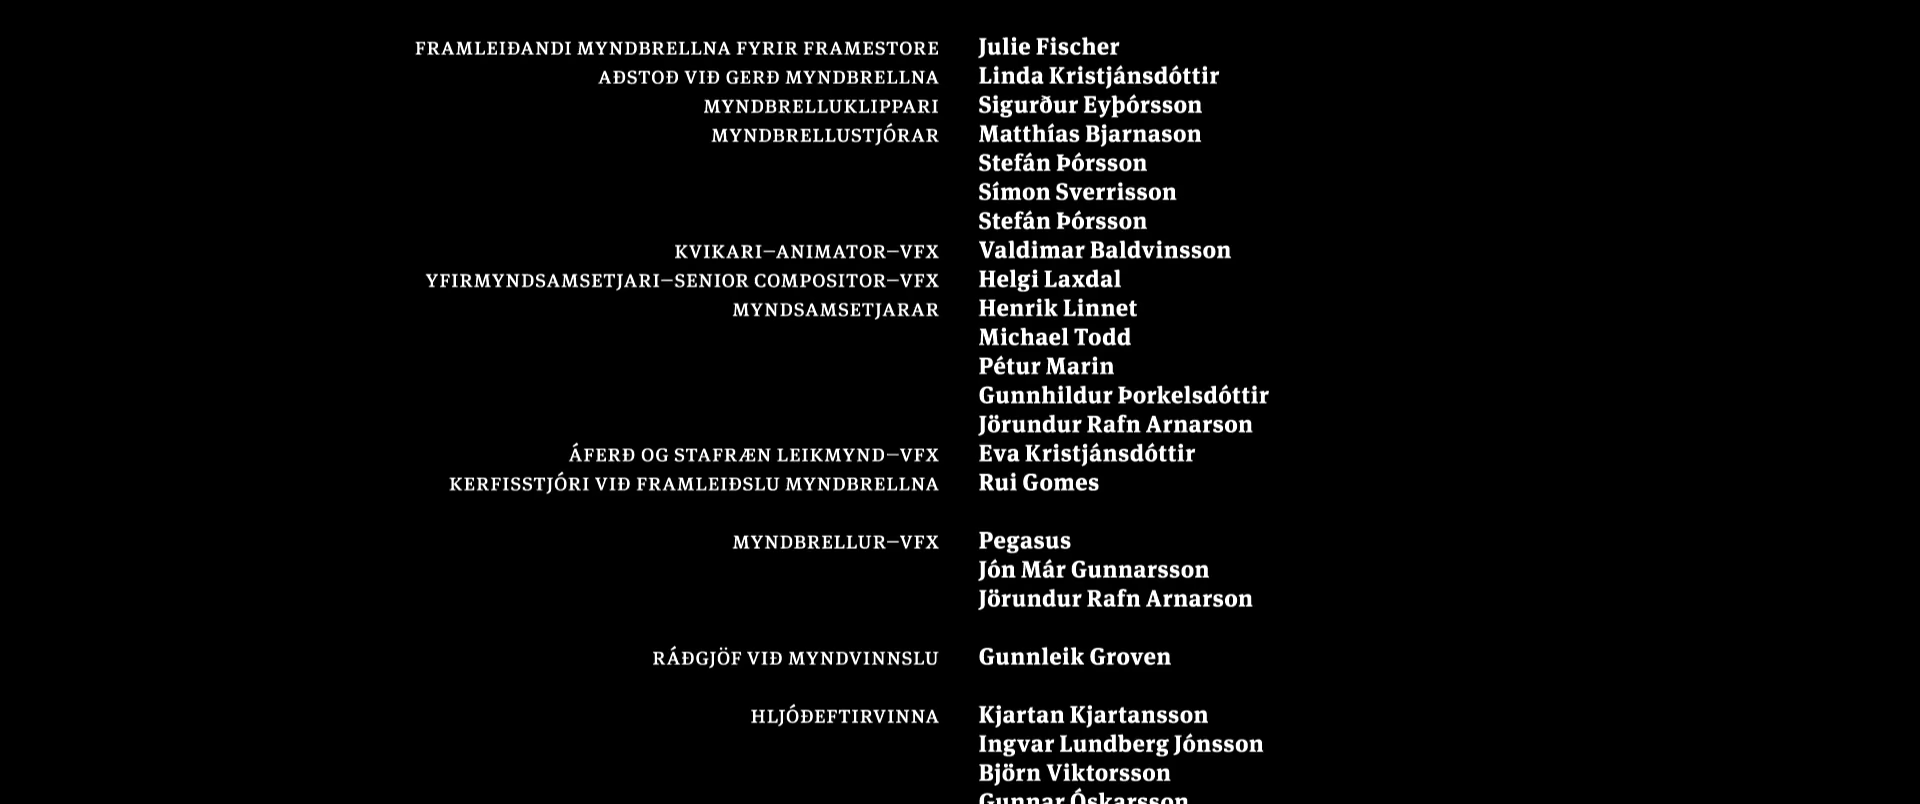 FRAMLEIÐANDI MYNDBRELLNA FYRIR FRAMESTORE Julie Fischer
AÐSTOÐ VIÐ GERÐ MYNDBRELLNA Linda Kristjánsdóttir
MYNDBRELLUKLIPPARI Sigurður Eyþórsson
MYNDBRELLUSTJÓRAR Matthías Bjarnason
Stefán Þórsson
Símon Sverrisson
Stefán Þórsson
KVIKARI–ANIMATOR–VFX Valdimar Baldvinsson
YFIRMYNDSAMSETJARI–SENIOR COMPOSITOR–VFX Helgi Laxdal
MYNDSAMSETJARAR Henrik Linnet
Michael Todd
Pétur Marin
Gunnhildur Þorkelsdóttir
Jörundur Rafn Arnarson
ÁFERÐ OG STAFRÆN LEIKMYND–VFX Eva Kristjánsdóttir
KERFISSTJÓRI VIÐ FRAMLEIÐSLU MYNDBRELLNA Rui Gomes
MYNDBRELLUR–VFX Pegasus
Jón Már Gunnarsson
Jörundur Rafn Arnarson
RÁÐGJÖF VIÐ MYNDVINNSLU Gunnleik Groven
HLJÓÐEFTIRVINNA Kjartan Kjartansson
Ingvar Lundberg Jónsson
Björn Viktorsson
Gunnar Óskarsson